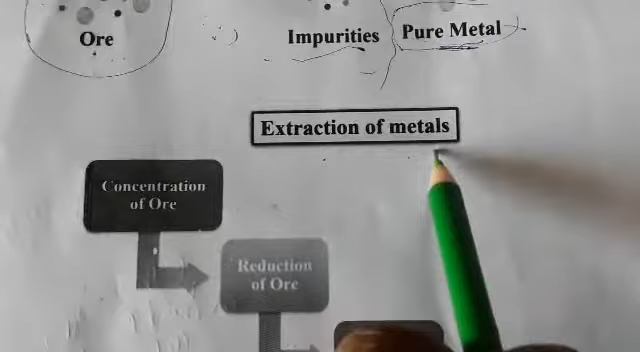 Ore
Impurities
Pure Metal
Extraction of metals
Concentration
of Ore
Reduction
of Ore